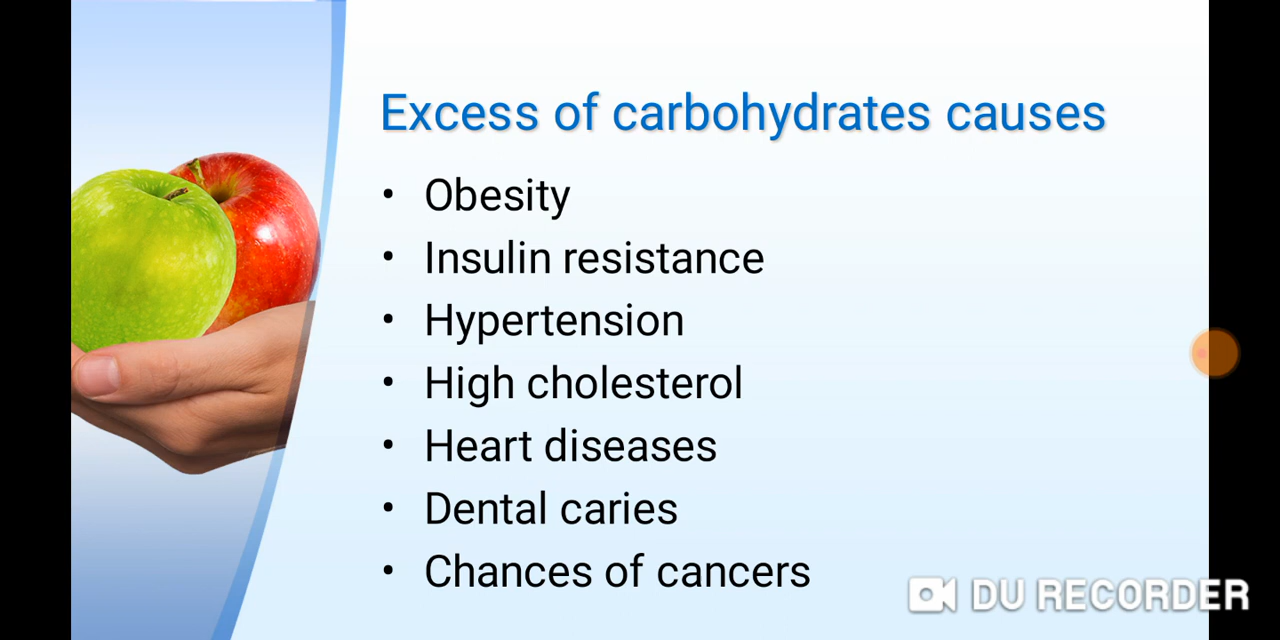 Excess of carbohydrates causes
• Obesity
• Insulin resistance
• Hypertension
• High cholesterol
• Heart diseases
• Dental caries
• Chances of cancers
DU RECORDER